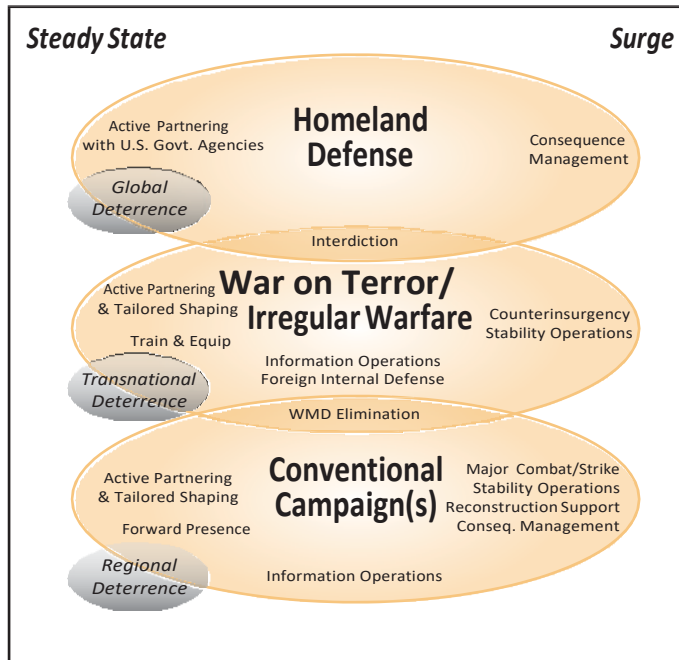 Steady State
Surge
Homeland
Defense
Active Partnering
with U.S. Govt. Agencies
Consequence
Management
Global
Deterrence
Interdiction
War on Terror/
Irregular Warfare
Active Partnering
& Tailored Shaping
Train & Equip
Counterinsurgency
Stability Operations
Information Operations
Foreign Internal Defense
Transnational
Deterrence
WMD Elimination
Conventional
Campaign(s)
Active Partnering
& Tailored Shaping
Forward Presence
Major Combat/Strike
Stability Operations
Reconstruction Support
Conseq. Management
Regional
Deterrence
Information Operations